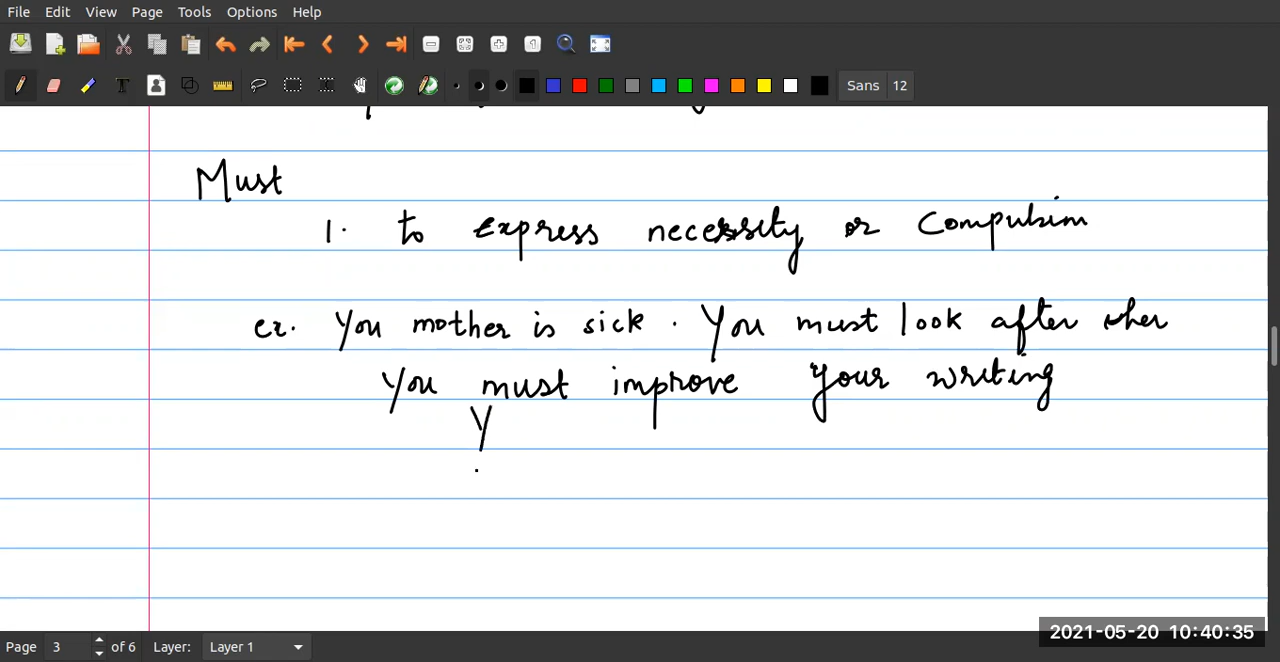 File Edit View Page Tools Options Help
Sans 12
Must
1. to express necessity or Compulsion
ex. You mother is sick. You must look after her
You must improve your writing
Y
2021-05-20 10:40:35
Page 3 of 6 Layer: Layer 1